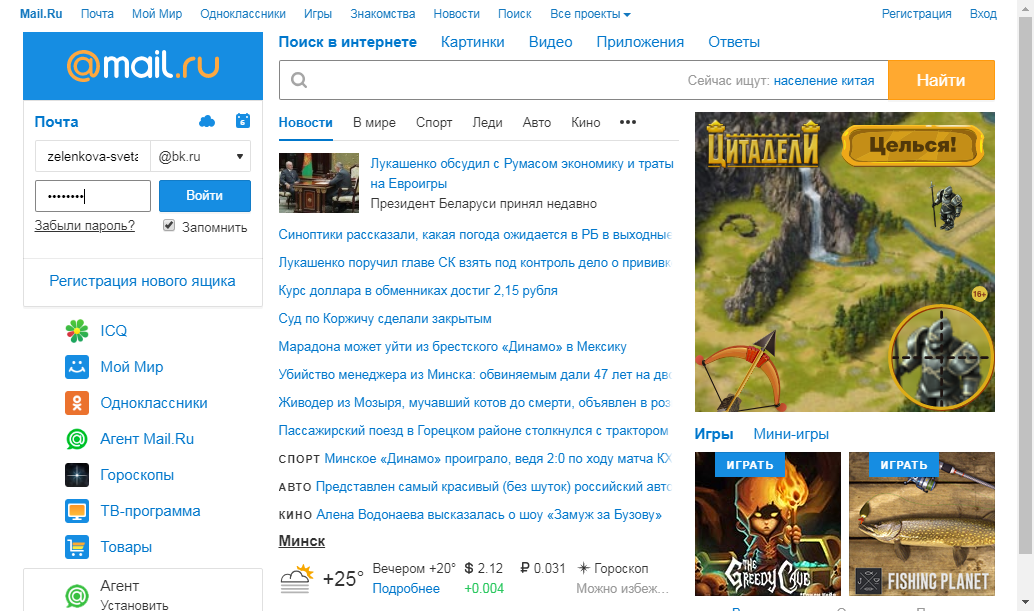 Mail.Ru Почта Мой Мир Одноклассники Игры Знакомства Новости Поиск Все проекты Регистрация Вход
@mail.ru
Почта
6
zelenkova-sveta
@bk.ru
••••••••
Войти
Забыли пароль?
Запомнить
Регистрация нового ящика
ICQ
Мой Мир
Одноклассники
Агент Mail.Ru
Гороскопы
ТВ-программа
Товары
Агент
Установить
Поиск в интернете Картинки Видео Приложения Ответы
Сейчас ищут: население китая
Найти
Новости В мире Спорт Леди Авто Кино •••
Лукашенко обсудил с Румасом экономику и траты
на Евроигры
Президент Беларуси принял недавно
Синоптики рассказали, какая погода ожидается в РБ в выходные
Лукашенко поручил главе СК взять под контроль дело о привив
Курс доллара в обменниках достиг 2,15 рубля
Суд по Коржичу сделали закрытым
Марадона может уйти из брестского «Динамо» в Мексику
Убийство менеджера из Минска: обвиняемым дали 47 лет на дво
Живодер из Мозыря, мучавший котов до смерти, объявлен в роз
Пассажирский поезд в Горецком районе столкнулся с трактором
СПОРТ Минское «Динамо» проиграло, ведя 2:0 по ходу матча КХ
АВТО Представлен самый красивый (без шуток) российский авто
КИНО Алена Водонаева высказалась о шоу «Замуж за Бузову»
Минск
+25°
Вечером +20°
Подробнее
$ 2.12
+0.004
₽ 0.031
Гороскоп
Можно избеж...
ЦИТАДЕЛИ
Целься!
16+
Игры Мини-игры
ИГРАТЬ
THE GREEDY CAVE
ИГРАТЬ
FISHING PLANET